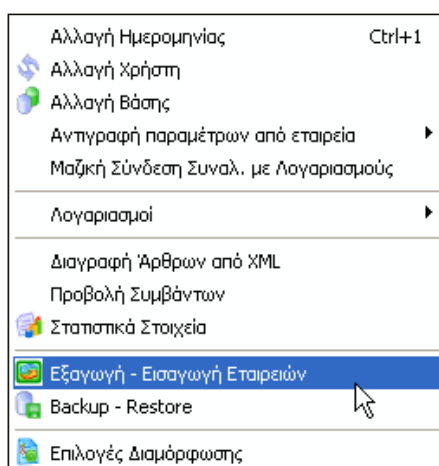 Αλλαγή Ημερομηνίας Ctrl+1
Αλλαγή Χρήστη
Αλλαγή Βάσης
Αντιγραφή παραμέτρων από εταιρεία
Μαζική Σύνδεση Συναλ. με Λογαριασμούς
Λογαριασμοί
Διαγραφή Άρθρων από XML
Προβολή Συμβάντων
Στατιστικά Στοιχεία
Εξαγωγή - Εισαγωγή Εταιρειών
Backup - Restore
Επιλογές Διαμόρφωσης